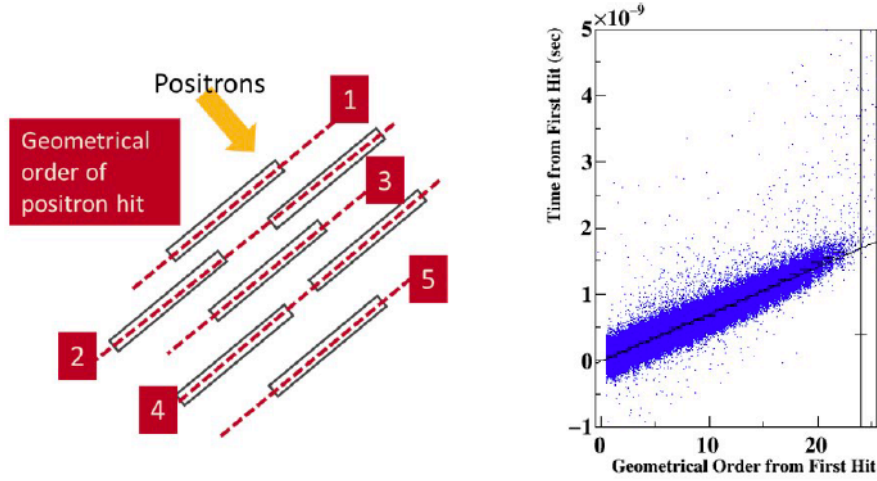 Positrons
1
Geometrical
order of
positron hit
3
5
2
4
×10⁻⁹
Time from First Hit (sec)
5
4
3
2
1
0
−1
0
10
20
Geometrical Order from First Hit